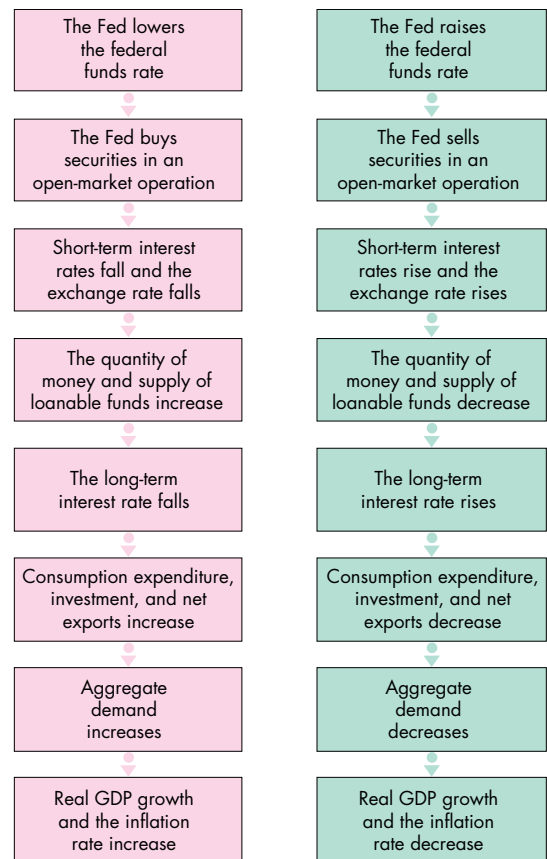 The Fed lowers
the federal
funds rate
The Fed buys
securities in an
open-market operation
Short-term interest
rates fall and the
exchange rate falls
The quantity of
money and supply of
loanable funds increase
The long-term
interest rate falls
Consumption expenditure,
investment, and net
exports increase
Aggregate
demand
increases
Real GDP growth
and the inflation
rate increase
The Fed raises
the federal
funds rate
The Fed sells
securities in an
open-market operation
Short-term interest
rates rise and the
exchange rate rises
The quantity of
money and supply of
loanable funds decrease
The long-term
interest rate rises
Consumption expenditure,
investment, and net
exports decrease
Aggregate
demand
decreases
Real GDP growth
and the inflation
rate decrease